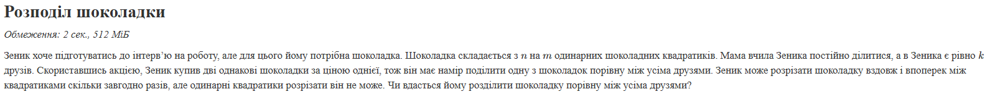 Розподіл шоколадки
Обмеження: 2 сек., 512 МіБ
Зеник хоче підготуватись до інтерв’ю на роботу, але для цього йому потрібна шоколадка. Шоколадка складається з n на m одинарних шоколадних квадратиків. Мама вчила Зеника постійно ділитися, а в Зеника є рівно k
друзів. Скориставшись акцією, Зеник купив дві однакові шоколадки за ціною однієї, тож він має намір поділити одну з шоколадок порівну між усіма друзями. Зеник може розрізати шоколадку вздовж і впоперек між
квадратиками скільки завгодно разів, але одинарні квадратики розрізати він не може. Чи вдасться йому розділити шоколадку порівну між усіма друзями?